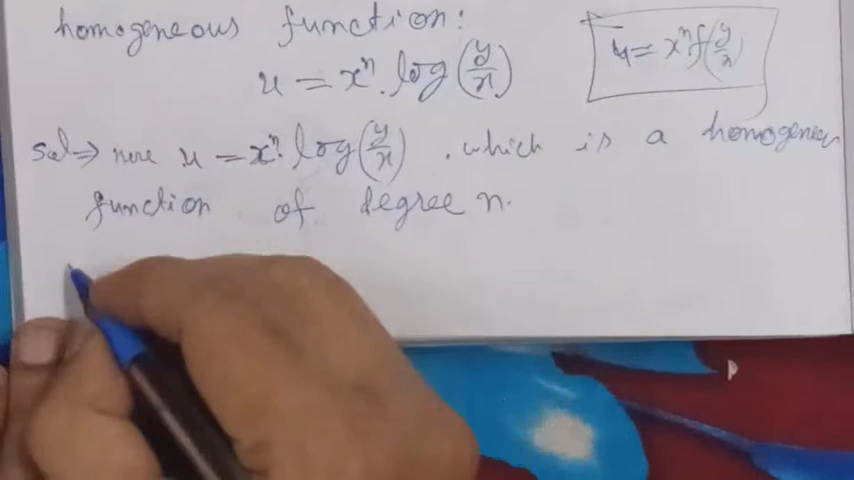 homogeneous function:
u = x^n . log(y/x)
u = x^n f(y/x)
Sol⇒ Here u = x^n. log(y/x) . which is a homogeneous
function of degree n.